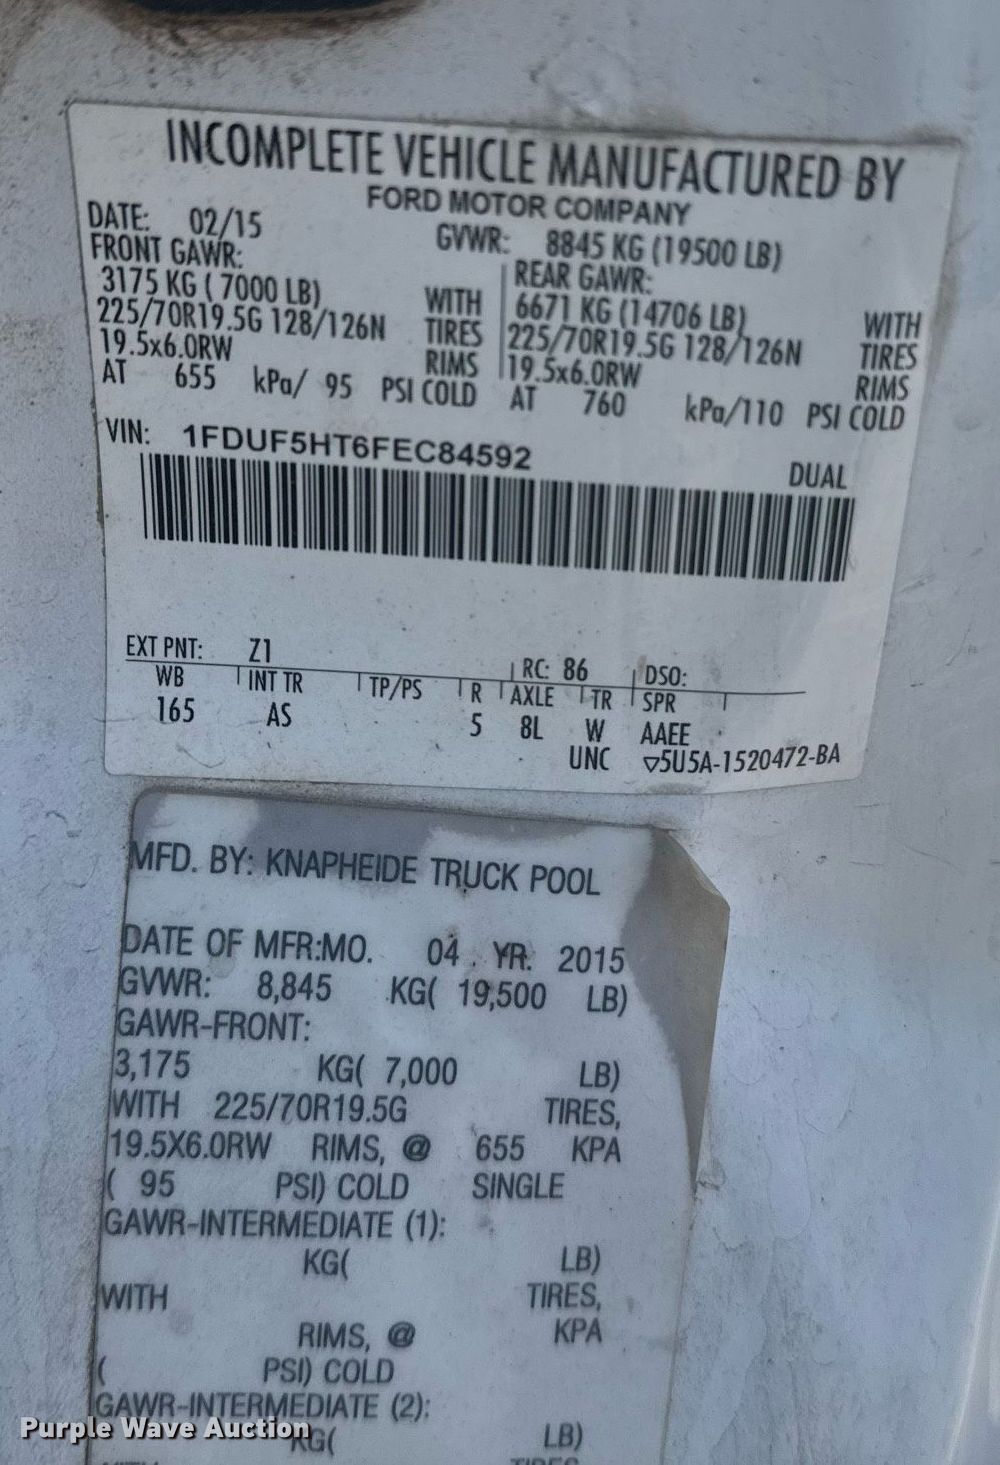 INCOMPLETE VEHICLE MANUFACTURED BY
FORD MOTOR COMPANY
DATE: 02/15 GVWR: 8845 KG (19500 LB)
FRONT GAWR: REAR GAWR:
3175 KG ( 7000 LB) WITH 6671 KG (14706 LB) WITH
225/70R19.5G 128/126N TIRES 225/70R19.5G 128/126N TIRES
19.5x6.0RW RIMS 19.5x6.0RW RIMS
AT 655 kPa/ 95 PSI COLD AT 760 kPa/110 PSI COLD
VIN: 1FDUF5HT6FEC84592
DUAL
EXT PNT: Z1 RC: 86 DSO:
WB INT TR TP/PS R AXLE TR SPR
165 AS 5 8L W AAEE
UNC ▽5U5A-1520472-BA
MFD. BY: KNAPHEIDE TRUCK POOL
DATE OF MFR:MO. 04 YR. 2015
GVWR: 8,845 KG( 19,500 LB)
GAWR-FRONT:
3,175 KG( 7,000 LB)
WITH 225/70R19.5G TIRES,
19.5X6.0RW RIMS, @ 655 KPA
( 95 PSI) COLD SINGLE
GAWR-INTERMEDIATE (1):
KG( LB)
WITH TIRES,
RIMS, @ KPA
( PSI) COLD
GAWR-INTERMEDIATE (2):
KG( LB)
Purple Wave Auction